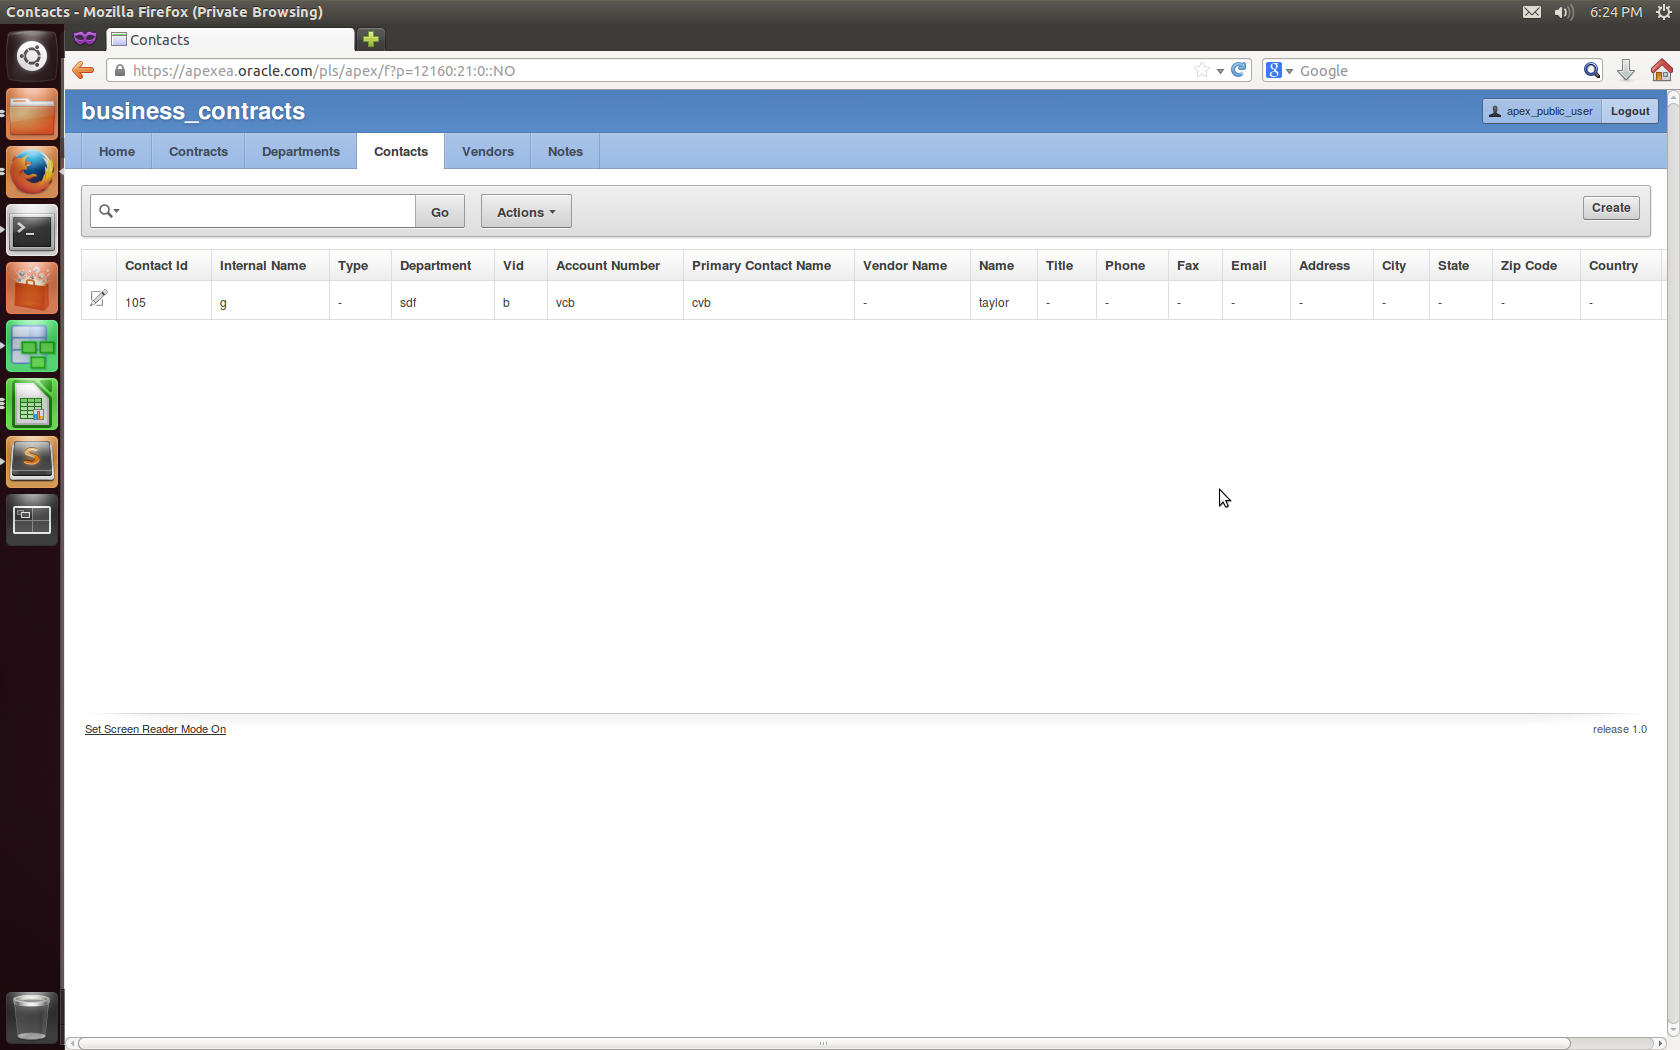 Contacts - Mozilla Firefox (Private Browsing)
6:24 PM
Contacts
https://apexea.oracle.com/pls/apex/f?p=12160:21:0::NO
Google
business_contracts
apex_public_user
Logout
Home
Contracts
Departments
Contacts
Vendors
Notes
Go
Actions
Create
Contact Id Internal Name Type Department Vid Account Number Primary Contact Name Vendor Name Name Title Phone Fax Email Address City State Zip Code Country
105 g - sdf b vcb cvb - taylor - - - - - - - - -
Set Screen Reader Mode On
release 1.0